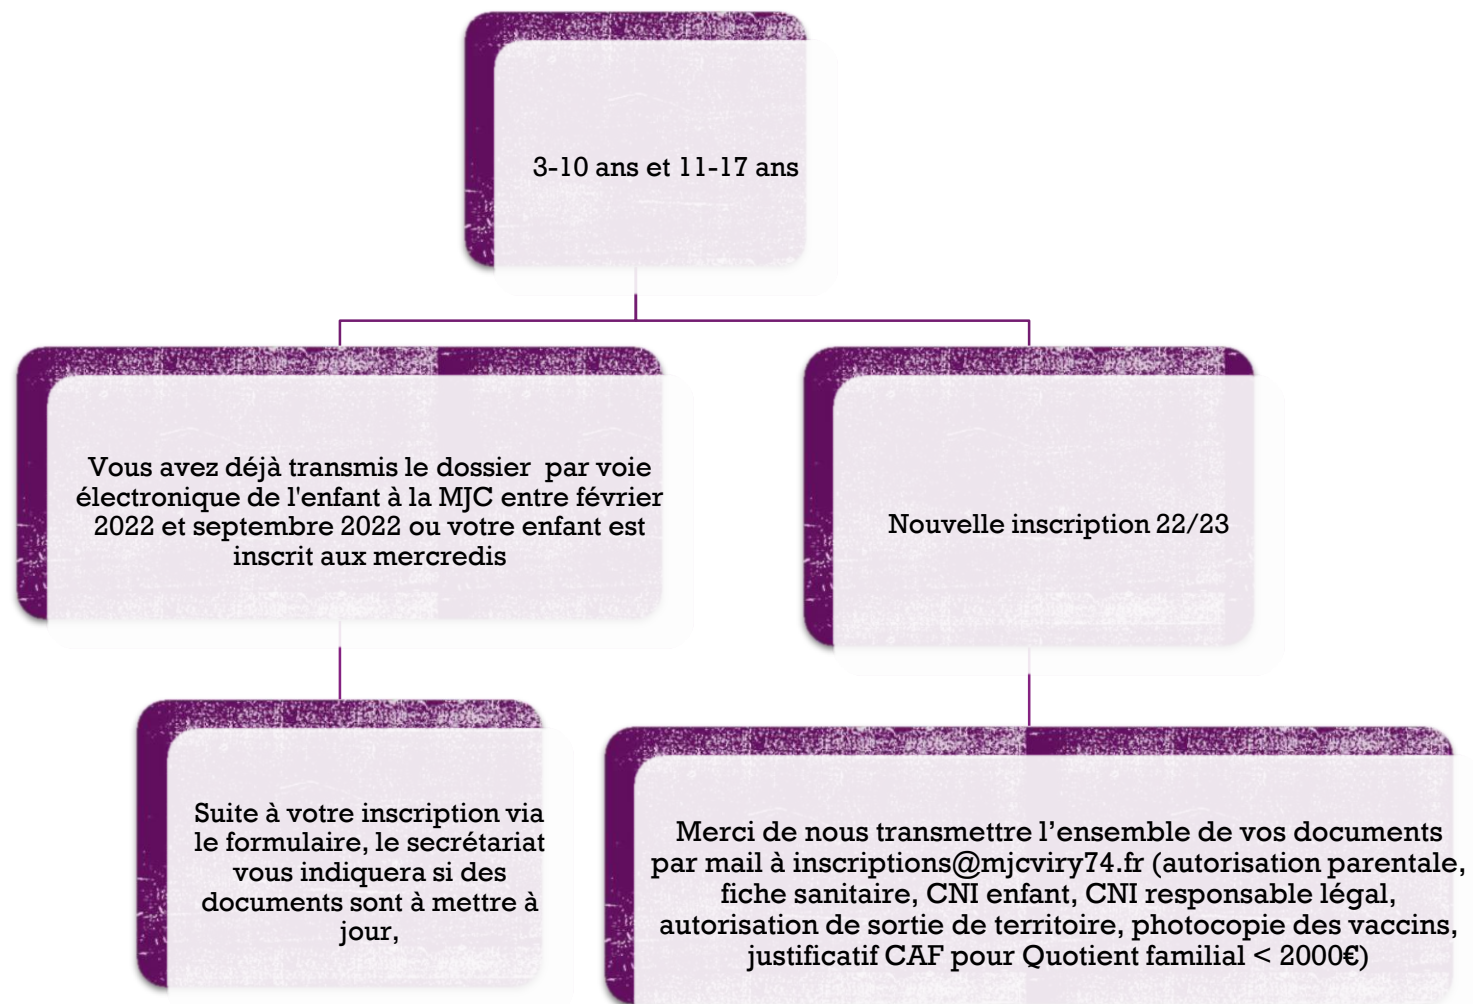 3-10 ans et 11-17 ans
Vous avez déjà transmis le dossier  par voie
électronique de l'enfant à la MJC entre février
2022 et septembre 2022 ou votre enfant est
inscrit aux mercredis
Nouvelle inscription 22/23
Suite à votre inscription via
le formulaire, le secrétariat
vous indiquera si des
documents sont à mettre à
jour,
Merci de nous transmettre l’ensemble de vos documents
par mail à inscriptions@mjcviry74.fr (autorisation parentale,
fiche sanitaire, CNI enfant, CNI responsable légal,
autorisation de sortie de territoire, photocopie des vaccins,
justificatif CAF pour Quotient familial < 2000€)